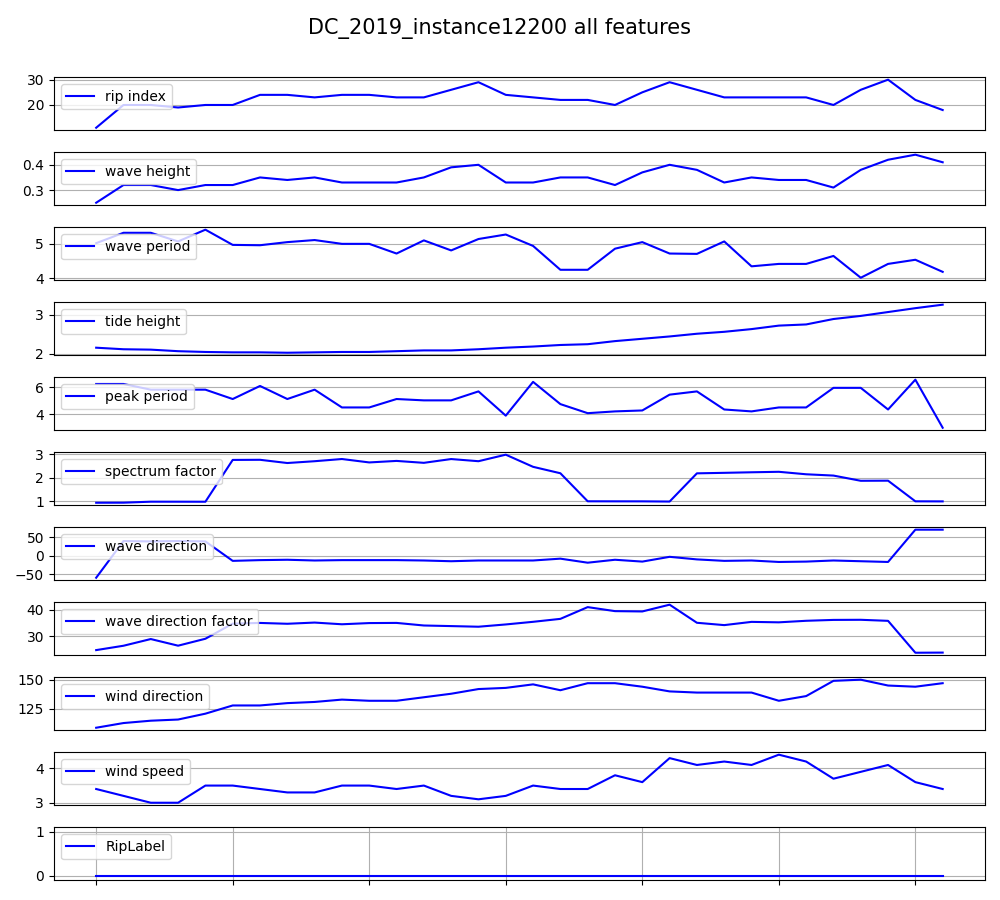 DC_2019_instance12200 all features
30
20
rip index
0.4
0.3
wave height
5
4
wave period
3
2
tide height
6
4
peak period
3
2
1
spectrum factor
50
0
−50
wave direction
40
30
wave direction factor
150
125
wind direction
4
3
wind speed
1
0
RipLabel